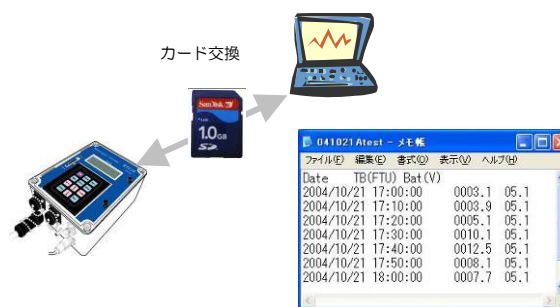 カード交換
SanDisk
1.0GB
SD
041021Atest - メモ帳
ファイル(F) 編集(E) 書式(O) 表示(V) ヘルプ(H)
Date TB(FTU) Bat(V)
2004/10/21 17:00:00 0003.1 05.1
2004/10/21 17:10:00 0003.9 05.1
2004/10/21 17:20:00 0005.1 05.1
2004/10/21 17:30:00 0010.1 05.1
2004/10/21 17:40:00 0012.5 05.1
2004/10/21 17:50:00 0008.1 05.1
2004/10/21 18:00:00 0007.7 05.1